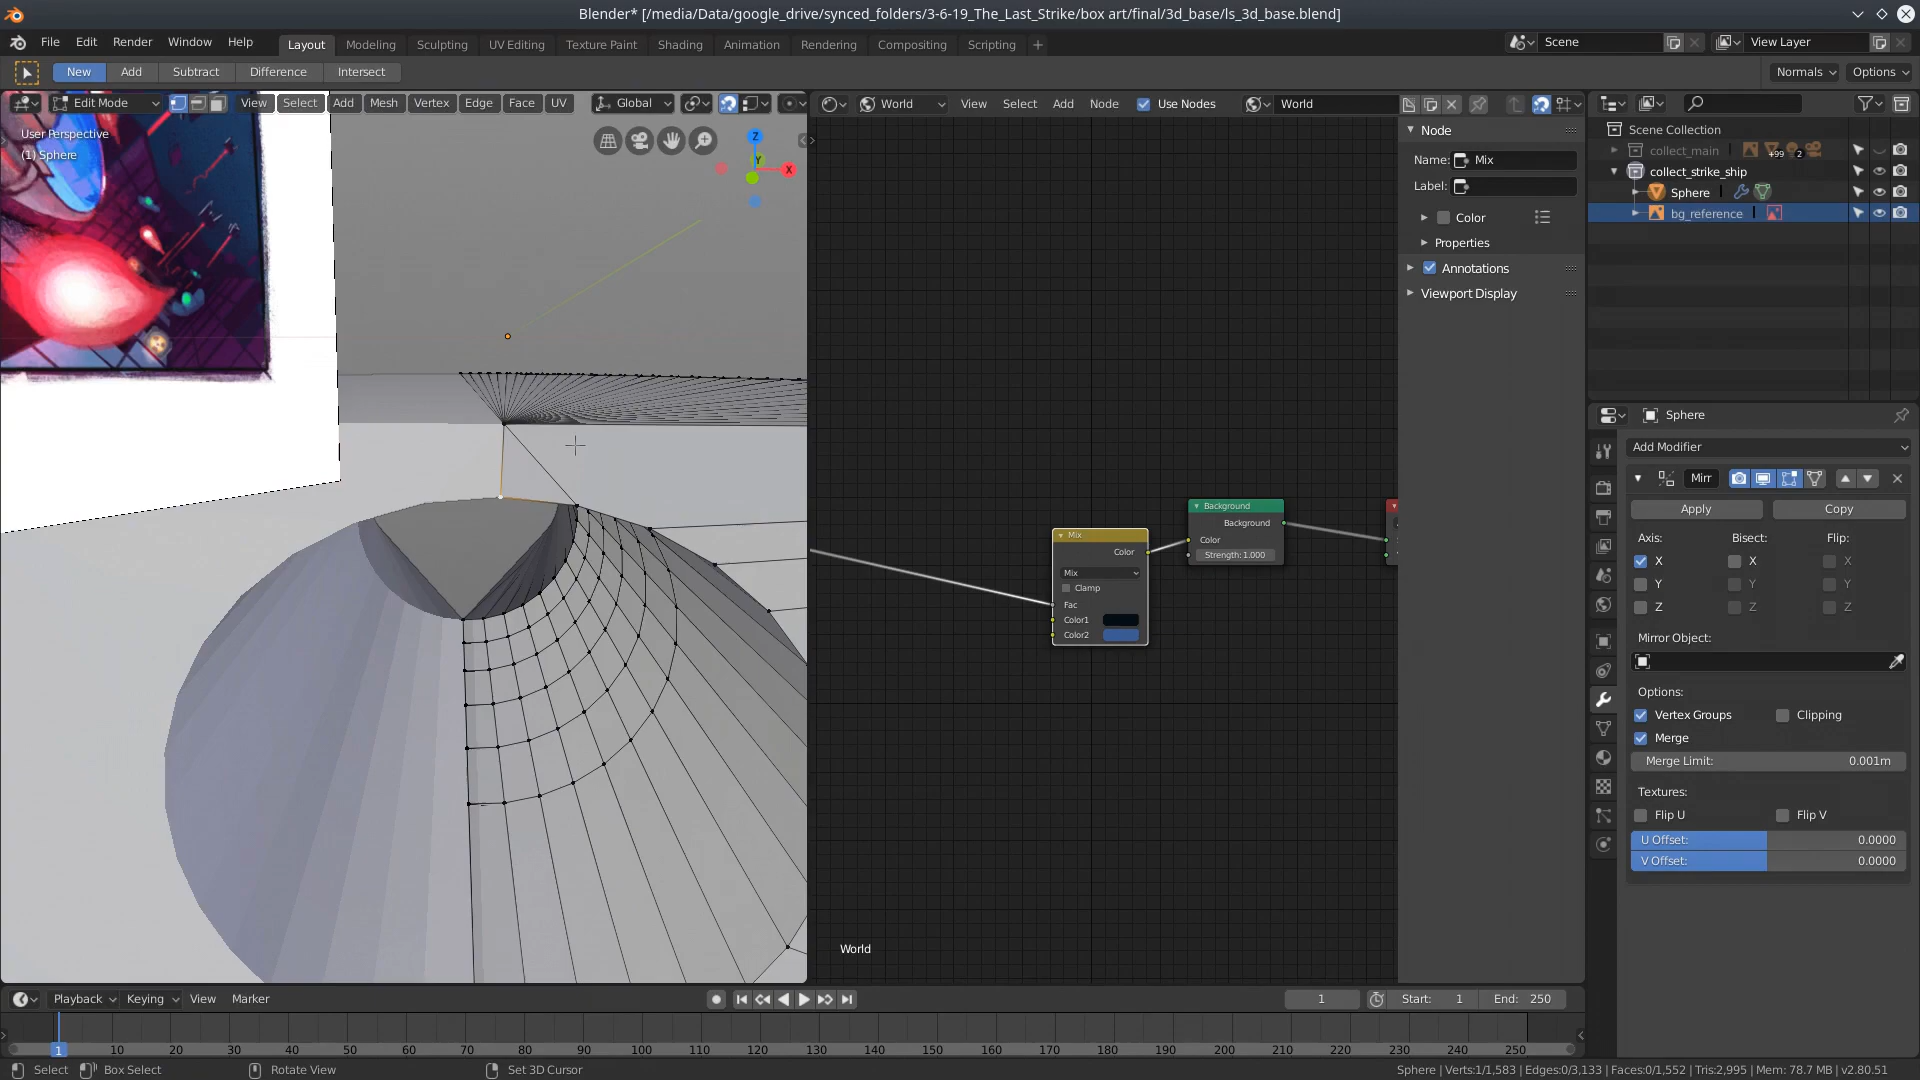 Blender* [/media/Data/google_drive/synced_folders/3-6-19_The_Last_Strike/box art/final/3d_base/ls_3d_base.blend]
File Edit Render Window Help Layout Modeling Sculpting UV Editing Texture Paint Shading Animation Rendering Compositing Scripting + Scene View Layer
New Add Subtract Difference Intersect Normals Options
Edit Mode View Select Add Mesh Vertex Edge Face UV Global
User Perspective
(1) Sphere
Z
Y
X
World View Select Add Node Use Nodes World
Node
Name: Mix
Label:
Color
Properties
Annotations
Viewport Display
Mix
Color
Mix
Clamp
Fac
Color1
Color2
Background
Background
Color
Strength: 1.000
World
Scene Collection
collect_main +99 2
collect_strike_ship
Sphere
bg_reference
Sphere
Add Modifier
Mirr
Apply Copy
Axis: Bisect: Flip:
X X X
Y Y Y
Z Z Z
Mirror Object:
Options:
Vertex Groups Clipping
Merge
Merge Limit: 0.001m
Textures:
Flip U Flip V
U Offset: 0.0000
V Offset: 0.0000
Playback Keying View Marker 1 Start: 1 End: 250
1 10 20 30 40 50 60 70 80 90 100 110 120 130 140 150 160 170 180 190 200 210 220 230 240 250
Select Box Select Rotate View Set 3D Cursor Sphere | Verts:1/1,583 | Edges:0/3,133 | Faces:0/1,552 | Tris:2,995 | Mem: 78.7 MB | v2.80.51